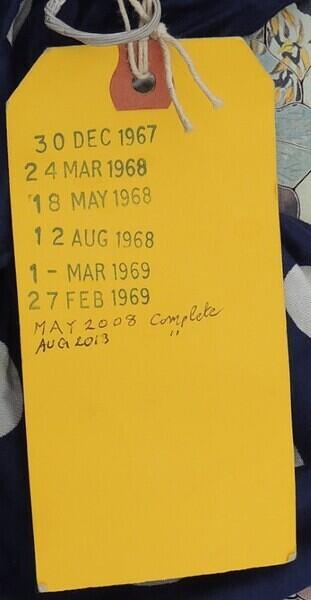 30 DEC 1967
24 MAR 1968
18 MAY 1968
12 AUG 1968
1- MAR 1969
27 FEB 1969
MAY 2008 Complete
AUG 2013 "